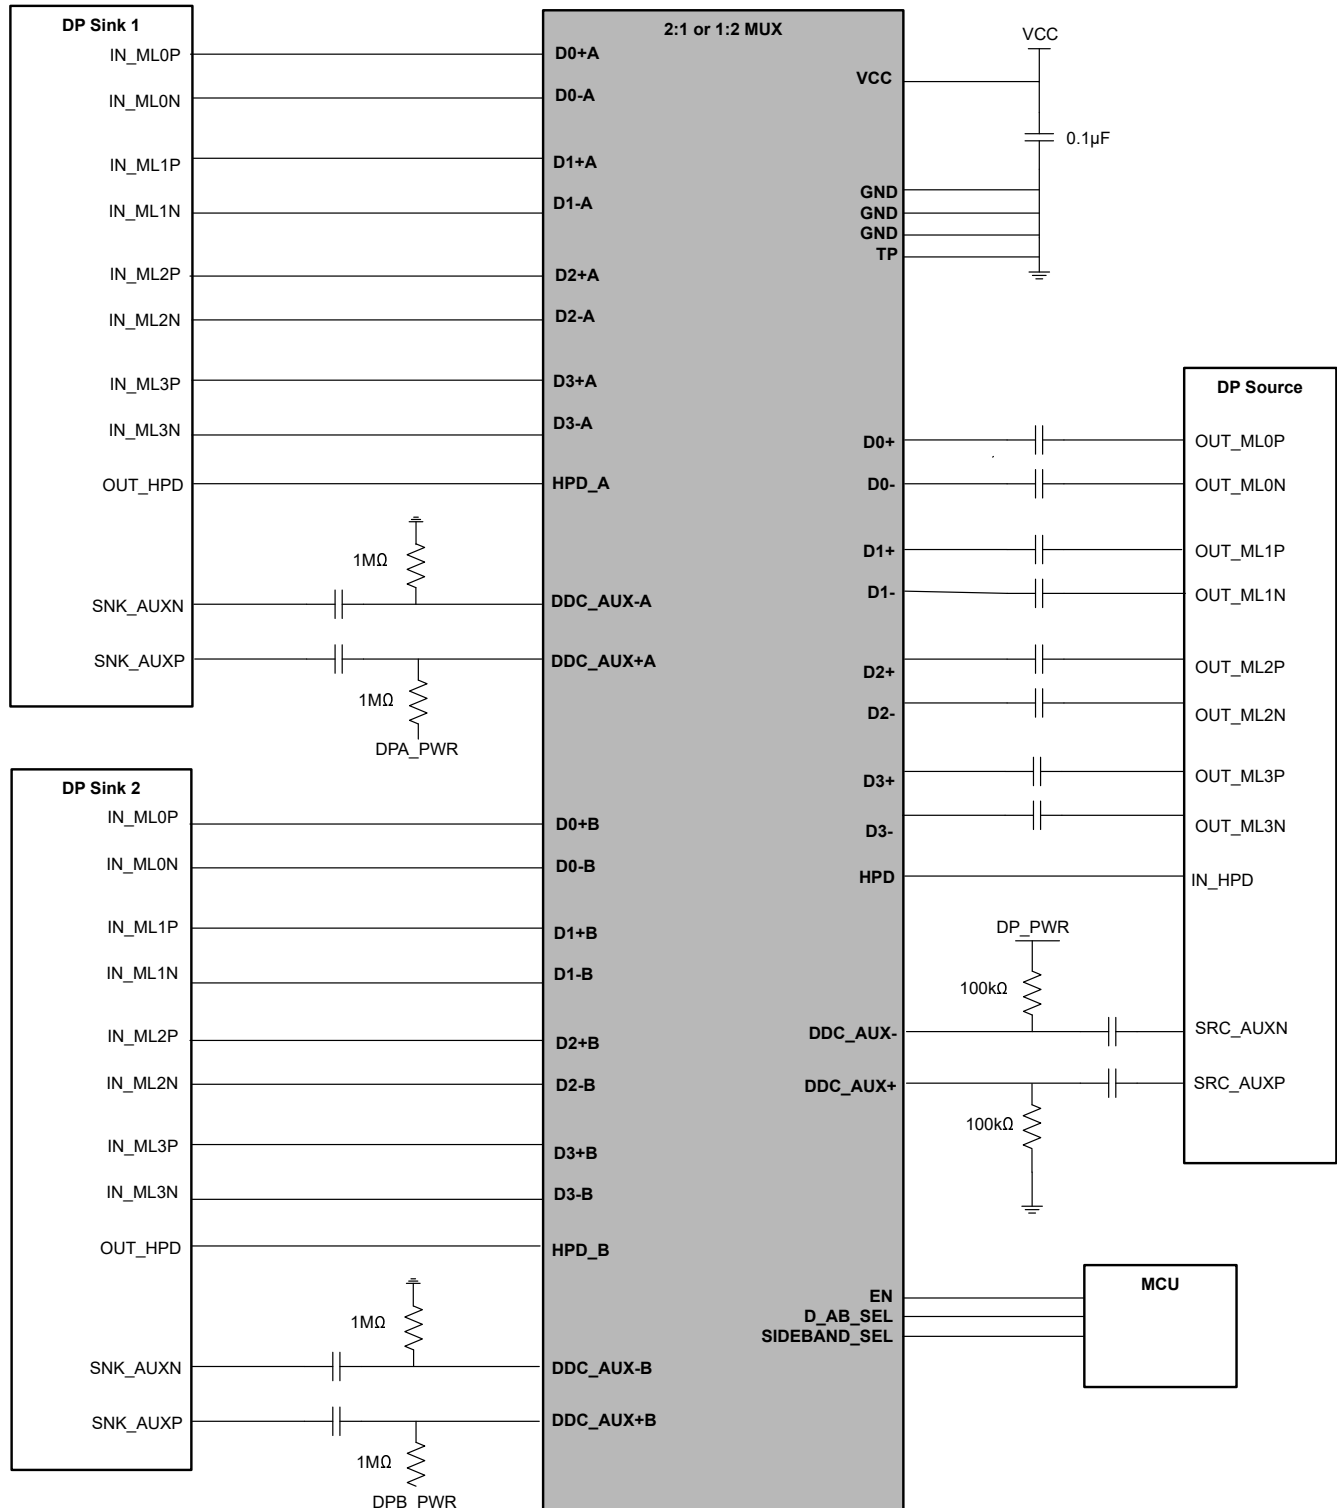 DP Sink 1
IN_ML0P
IN_ML0N
IN_ML1P
IN_ML1N
IN_ML2P
IN_ML2N
IN_ML3P
IN_ML3N
OUT_HPD
SNK_AUXN
SNK_AUXP
1MΩ
1MΩ
DPA_PWR
DP Sink 2
IN_ML0P
IN_ML0N
IN_ML1P
IN_ML1N
IN_ML2P
IN_ML2N
IN_ML3P
IN_ML3N
OUT_HPD
SNK_AUXN
SNK_AUXP
1MΩ
1MΩ
DPB_PWR
2:1 or 1:2 MUX
D0+A
D0-A
D1+A
D1-A
D2+A
D2-A
D3+A
D3-A
HPD_A
DDC_AUX-A
DDC_AUX+A
D0+B
D0-B
D1+B
D1-B
D2+B
D2-B
D3+B
D3-B
HPD_B
DDC_AUX-B
DDC_AUX+B
VCC
GND
GND
GND
TP
D0+
D0-
D1+
D1-
D2+
D2-
D3+
D3-
HPD
DDC_AUX-
DDC_AUX+
EN
D_AB_SEL
SIDEBAND_SEL
VCC
0.1µF
DP_PWR
100kΩ
100kΩ
DP Source
OUT_ML0P
OUT_ML0N
OUT_ML1P
OUT_ML1N
OUT_ML2P
OUT_ML2N
OUT_ML3P
OUT_ML3N
IN_HPD
SRC_AUXN
SRC_AUXP
MCU